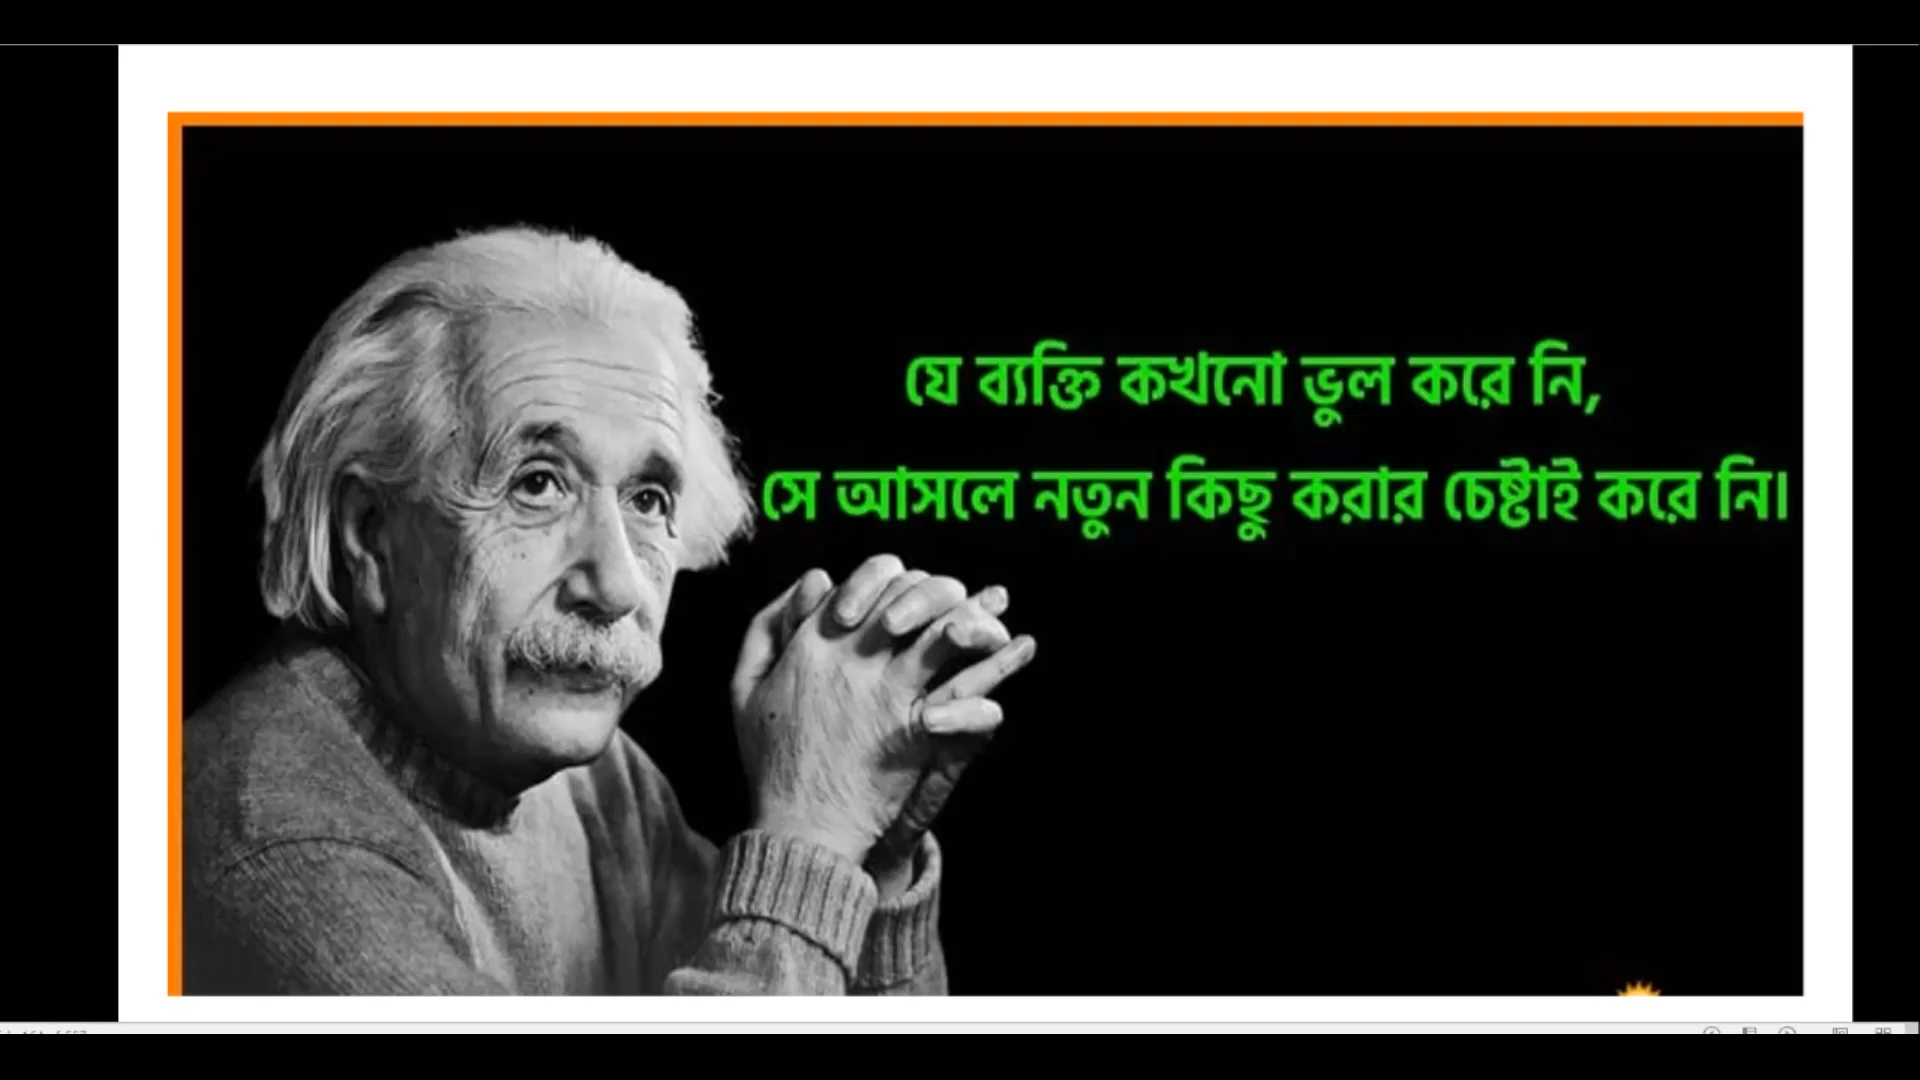 যে ব্যক্তি কখনো ভুল করে নি,
সে আসলে নতুন কিছু করার চেষ্টাই করে নি।